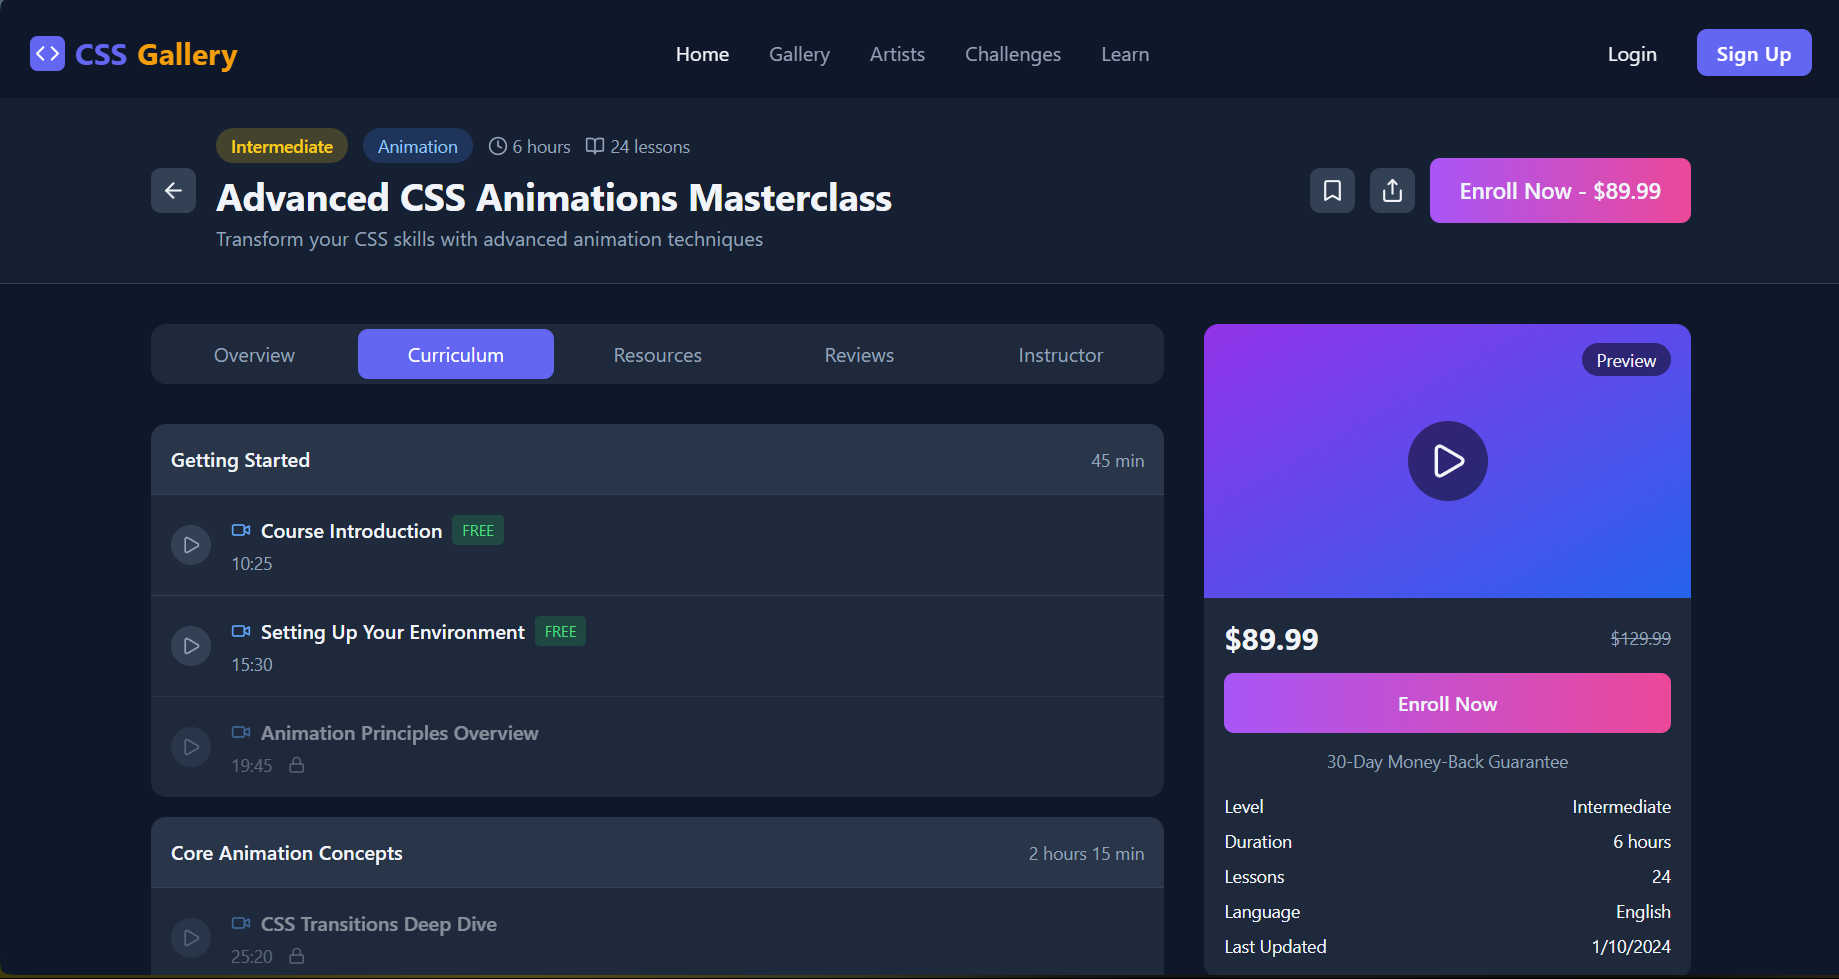 CSS Gallery
Home Gallery Artists Challenges Learn
Login Sign Up
Intermediate Animation 6 hours 24 lessons
Advanced CSS Animations Masterclass
Transform your CSS skills with advanced animation techniques
Enroll Now - $89.99
Overview Curriculum Resources Reviews Instructor
Getting Started 45 min
Course Introduction FREE
10:25
Setting Up Your Environment FREE
15:30
Animation Principles Overview
19:45
Core Animation Concepts 2 hours 15 min
CSS Transitions Deep Dive
25:20
Preview
$89.99 $129.99
Enroll Now
30-Day Money-Back Guarantee
Level Intermediate
Duration 6 hours
Lessons 24
Language English
Last Updated 1/10/2024